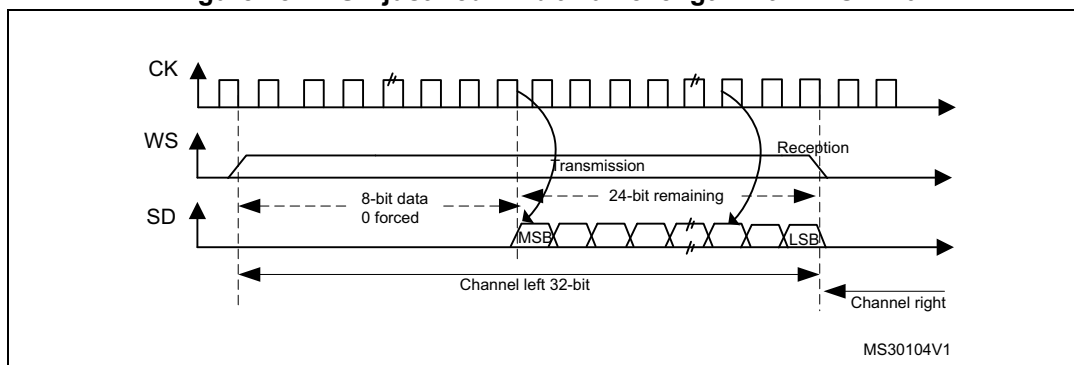 CK
WS
Reception
Transmission
8-bit data
0 forced
24-bit remaining
SD
MSB
LSB
Channel left 32-bit
Channel right
MS30104V1